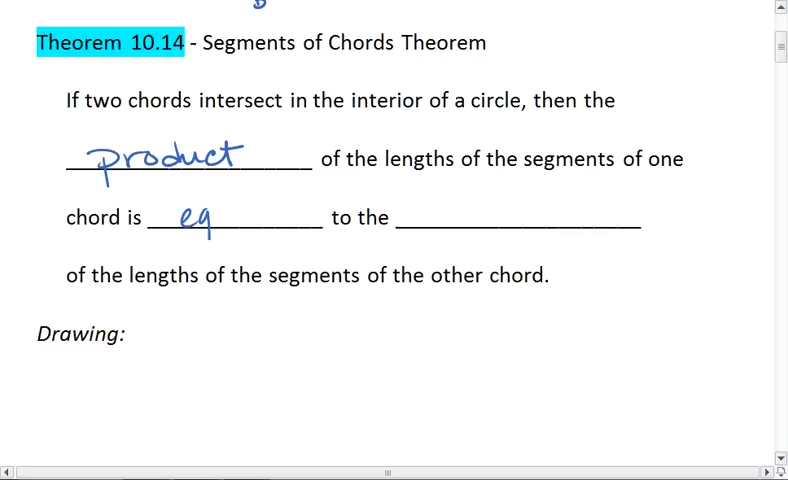 Theorem 10.14 - Segments of Chords Theorem
If two chords intersect in the interior of a circle, then the
product of the lengths of the segments of one
chord is eq to the
of the lengths of the segments of the other chord.
Drawing: